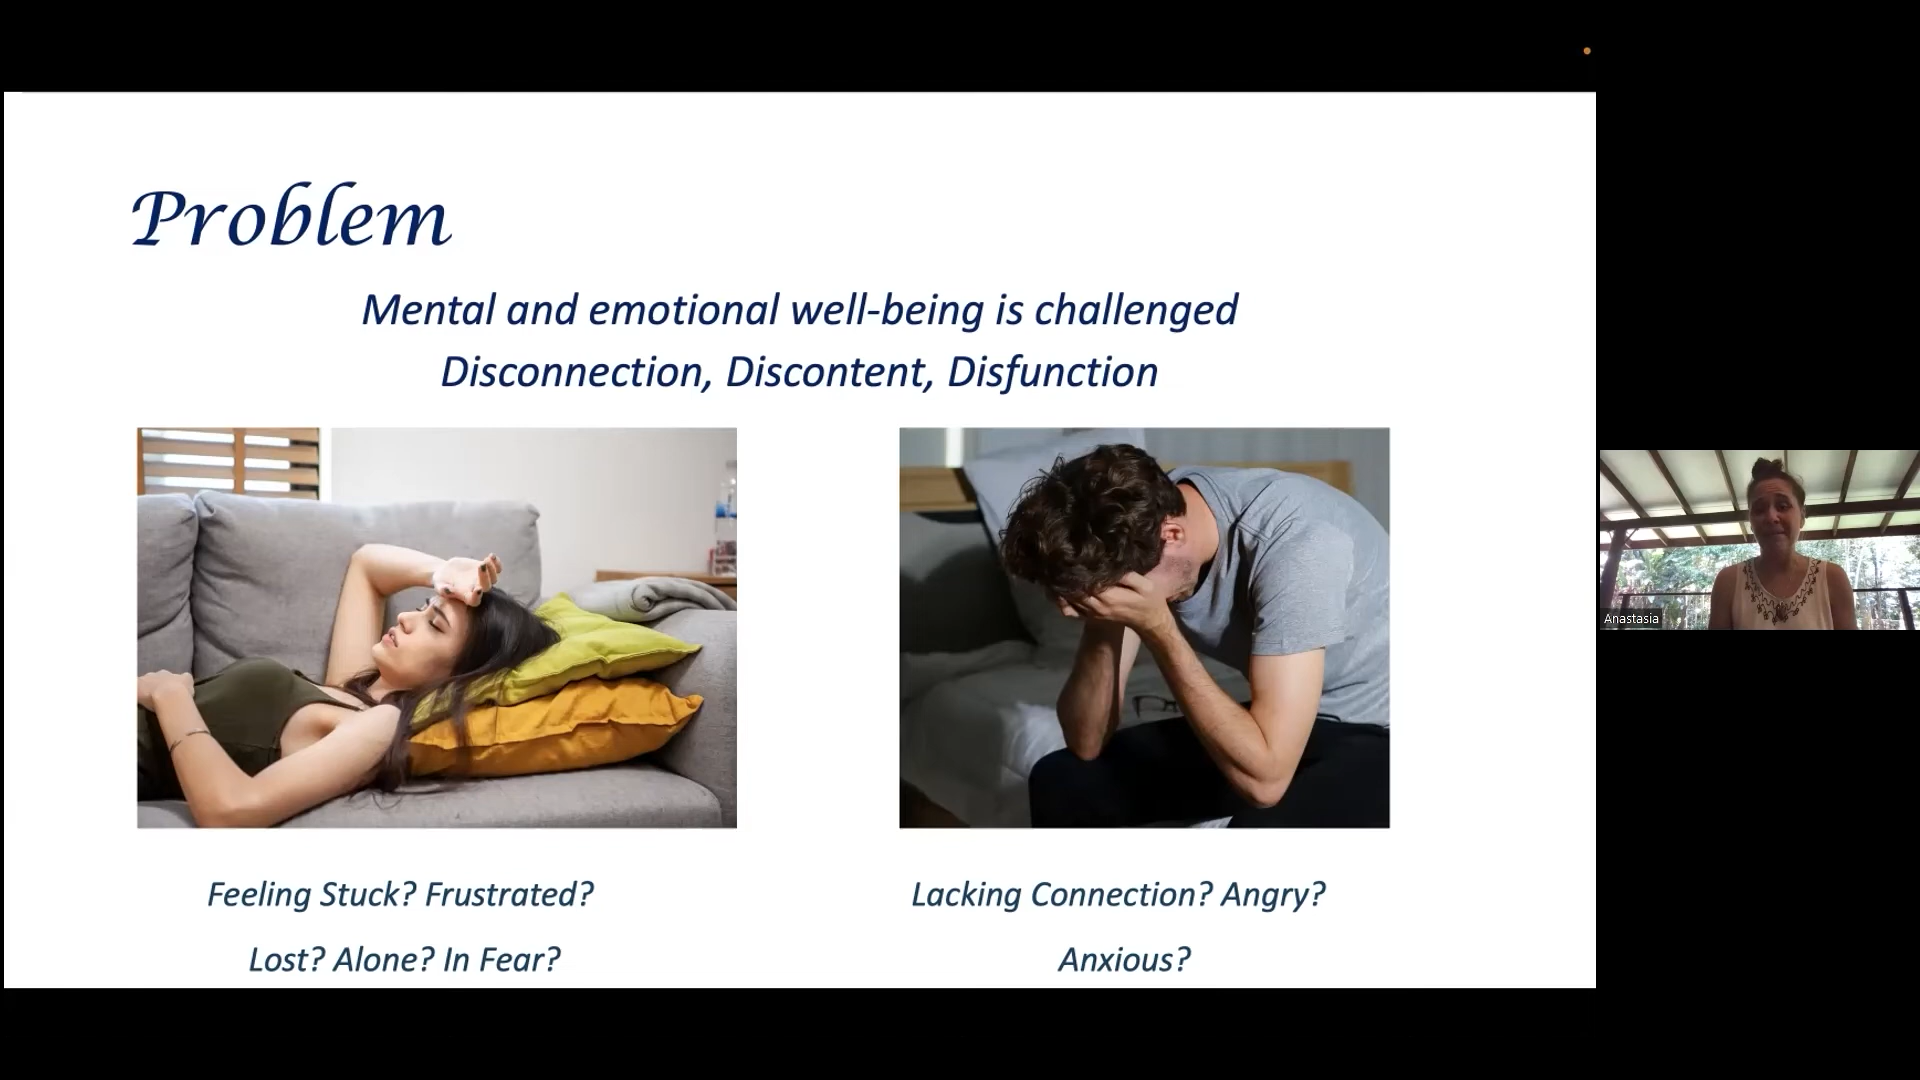 Problem
Mental and emotional well-being is challenged
Disconnection, Discontent, Disfunction
Feeling Stuck? Frustrated?
Lost? Alone? In Fear?
Lacking Connection? Angry?
Anxious?
Anastasia